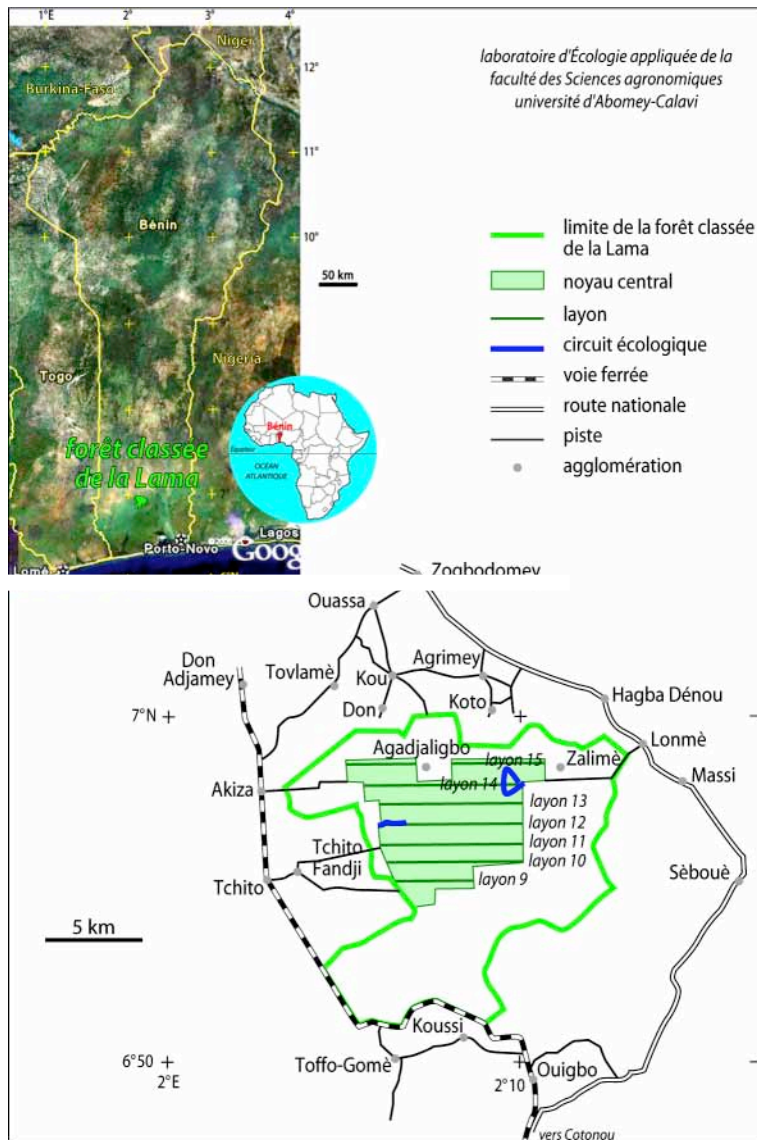 1°E 2° 3° 4°
Niger
12°
Burkina-Faso
11°
Bénin
10°
Nigéria
Togo
forêt classée
de la Lama
7°
Porto-Novo
Lagos
Lomé
Goog
50 km
Bénin
Équateur
OCÉAN
ATLANTIQUE
laboratoire d'Écologie appliquée de la
faculté des Sciences agronomiques
université d'Abomey-Calavi
limite de la forêt classée
de la Lama
noyau central
layon
circuit écologique
voie ferrée
route nationale
piste
agglomération
Zogbodomey
Ouassa
Don
Adjamey
Tovlamè
Kou
Agrimey
Hagba Dénou
Don
Koto
7°N
Lonmè
Agadjaligbo
layon 15
Zalimè
Massi
Akiza
layon 14
layon 13
layon 12
Tchito
layon 11
Fandji
layon 10
Tchito
layon 9
Sèbouè
5 km
Koussi
6°50
2°E
Toffo-Gomè
2°10
Ouigbo
vers Cotonou